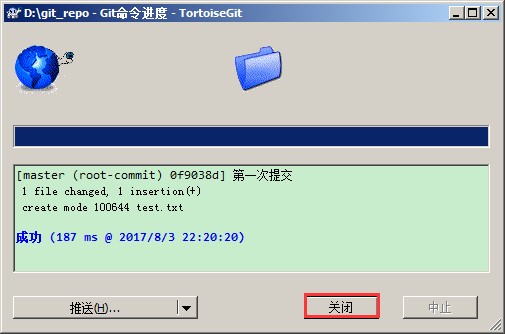 D:\git_repo - Git命令进度 - TortoiseGit
[master (root-commit) 0f9038d] 第一次提交
1 file changed, 1 insertion(+)
create mode 100644 test.txt
成功 (187 ms @ 2017/8/3 22:20:20)
推送(H)... 关闭 中止